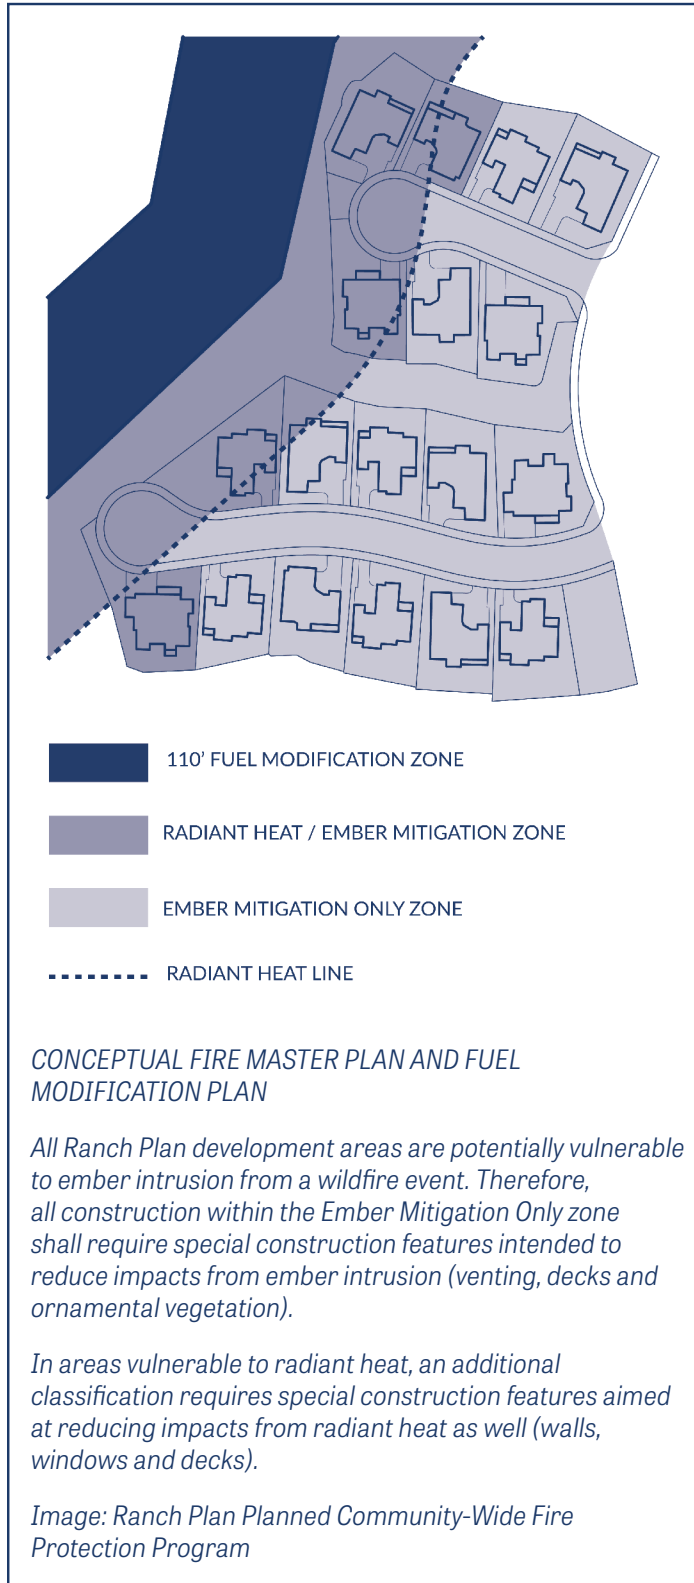 110’ FUEL MODIFICATION ZONE
RADIANT HEAT / EMBER MITIGATION ZONE
EMBER MITIGATION ONLY ZONE
RADIANT HEAT LINE
CONCEPTUAL FIRE MASTER PLAN AND FUEL
MODIFICATION PLAN
All Ranch Plan development areas are potentially vulnerable
to ember intrusion from a wildfire event. Therefore,
all construction within the Ember Mitigation Only zone
shall require special construction features intended to
reduce impacts from ember intrusion (venting, decks and
ornamental vegetation).
In areas vulnerable to radiant heat, an additional
classification requires special construction features aimed
at reducing impacts from radiant heat as well (walls,
windows and decks).
Image: Ranch Plan Planned Community-Wide Fire
Protection Program